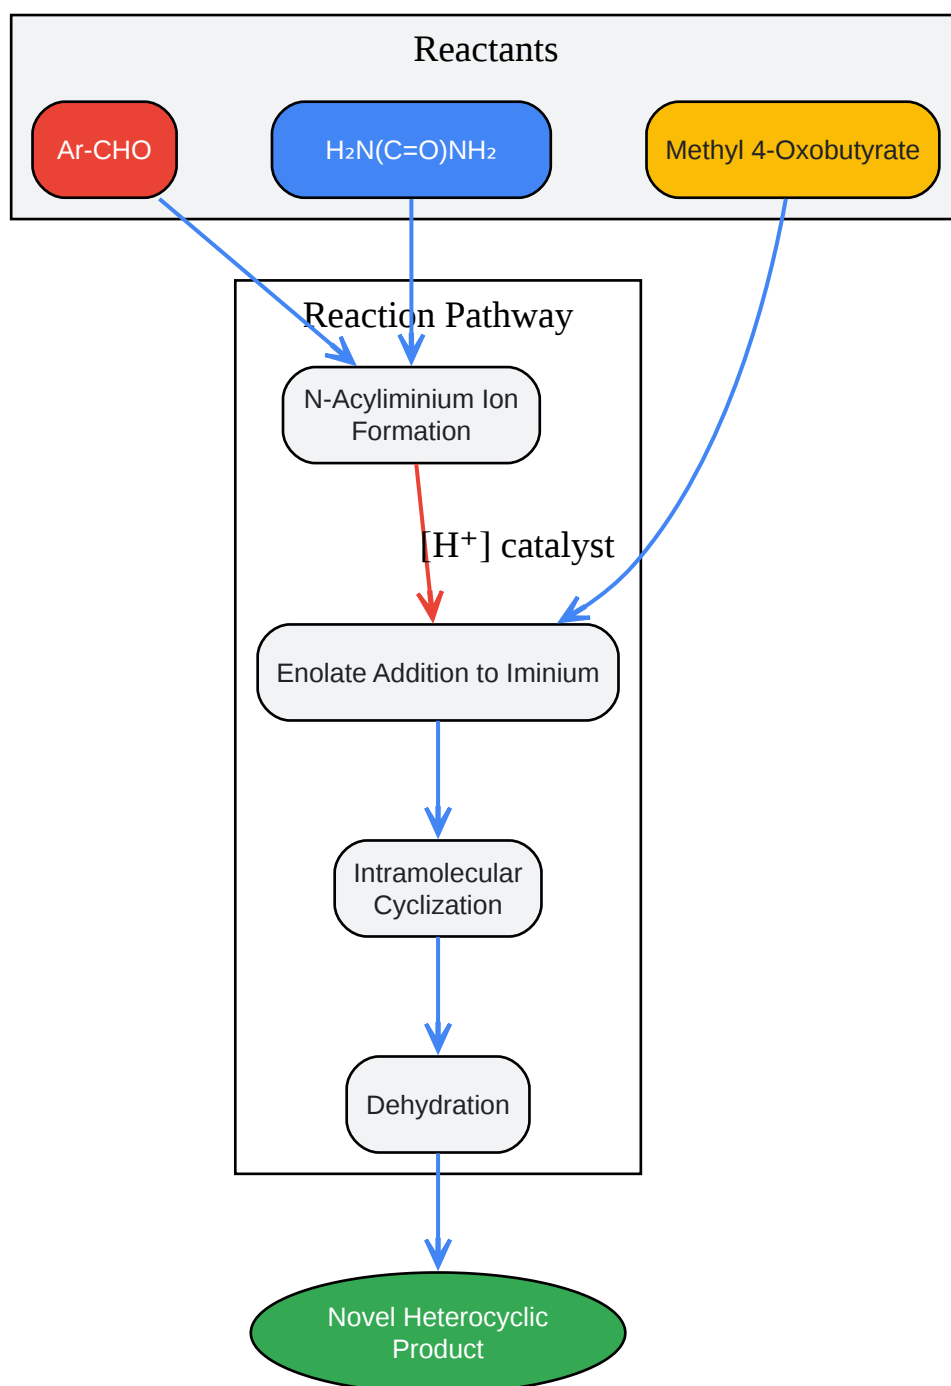 Reactants
Ar-CHO
H₂N(C=O)NH₂
Methyl 4-Oxobutyrate
Reaction Pathway
N-Acyliminium Ion
Formation
[H⁺] catalyst
Enolate Addition to Iminium
Intramolecular
Cyclization
Dehydration
Novel Heterocyclic
Product